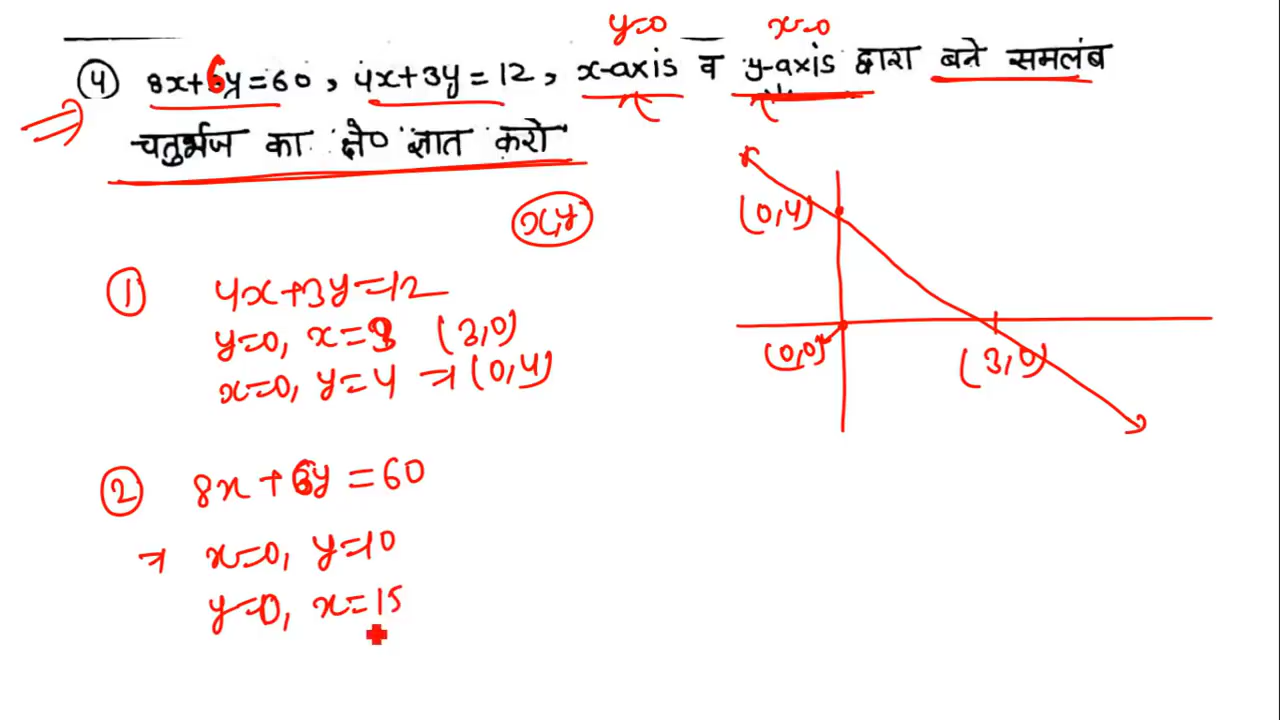 y=0 x=0
④ 8x+6y=60, 4x+3y=12, x-axis व y-axis द्वारा बने समलंब
चतुर्भुज का क्षे० ज्ञात करो
x,y
① 4x+3y=12
y=0, x=3 (3,0)
x=0, y=4 → (0,4)
② 8x+6y=60
→ x=0, y=10
y=0, x=15
(0,4)
(0,0)
(3,0)